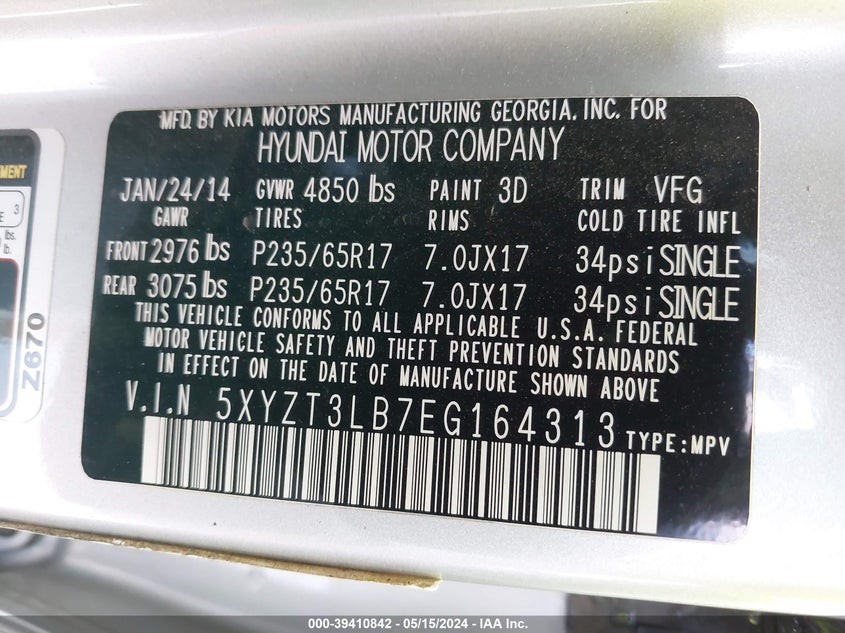 MFD. BY KIA MOTORS MANUFACTURING GEORGIA, INC. FOR
HYUNDAI MOTOR COMPANY
JAN/24/14 GVWR 4850 lbs PAINT 3D TRIM VFG
GAWR TIRES RIMS COLD TIRE INFL
FRONT 2976 lbs P235/65R17 7.0JX17 34psi SINGLE
REAR 3075 lbs P235/65R17 7.0JX17 34psi SINGLE
THIS VEHICLE CONFORMS TO ALL APPLICABLE U.S.A. FEDERAL
MOTOR VEHICLE SAFETY AND THEFT PREVENTION STANDARDS
IN EFFECT ON THE DATE OF MANUFACTURE SHOWN ABOVE
V.I.N 5XYZT3LB7EG164313 TYPE:MPV
3
lbs.
lb.
Z670
000-39410842 - 05/15/2024 - IAA Inc.